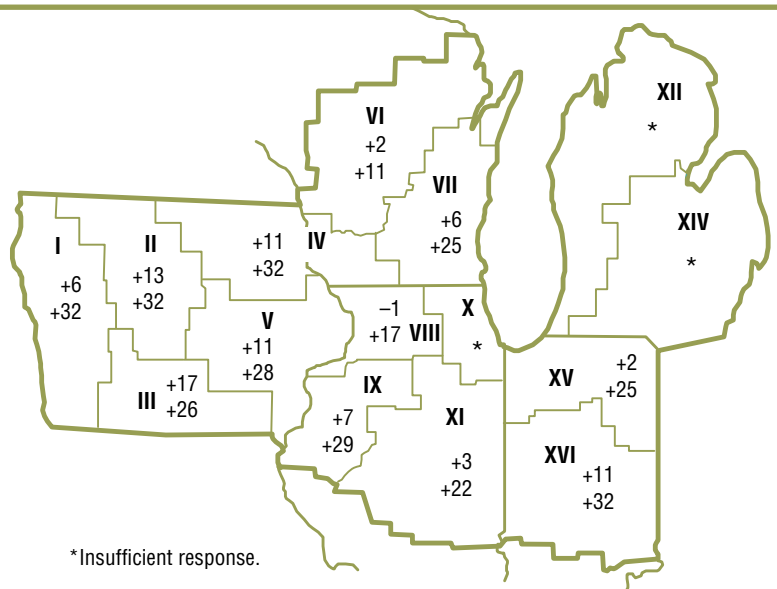 XII
*
VI
+2
+11
VII
+6
+25
XIV
*
I
+6
+32
II
+13
+32
+11
+32
IV
V
+11
+28
–1
+17
VIII
X
*
III
+17
+26
IX
+7
+29
XI
+3
+22
XV
+2
+25
XVI
+11
+32
*Insufficient response.